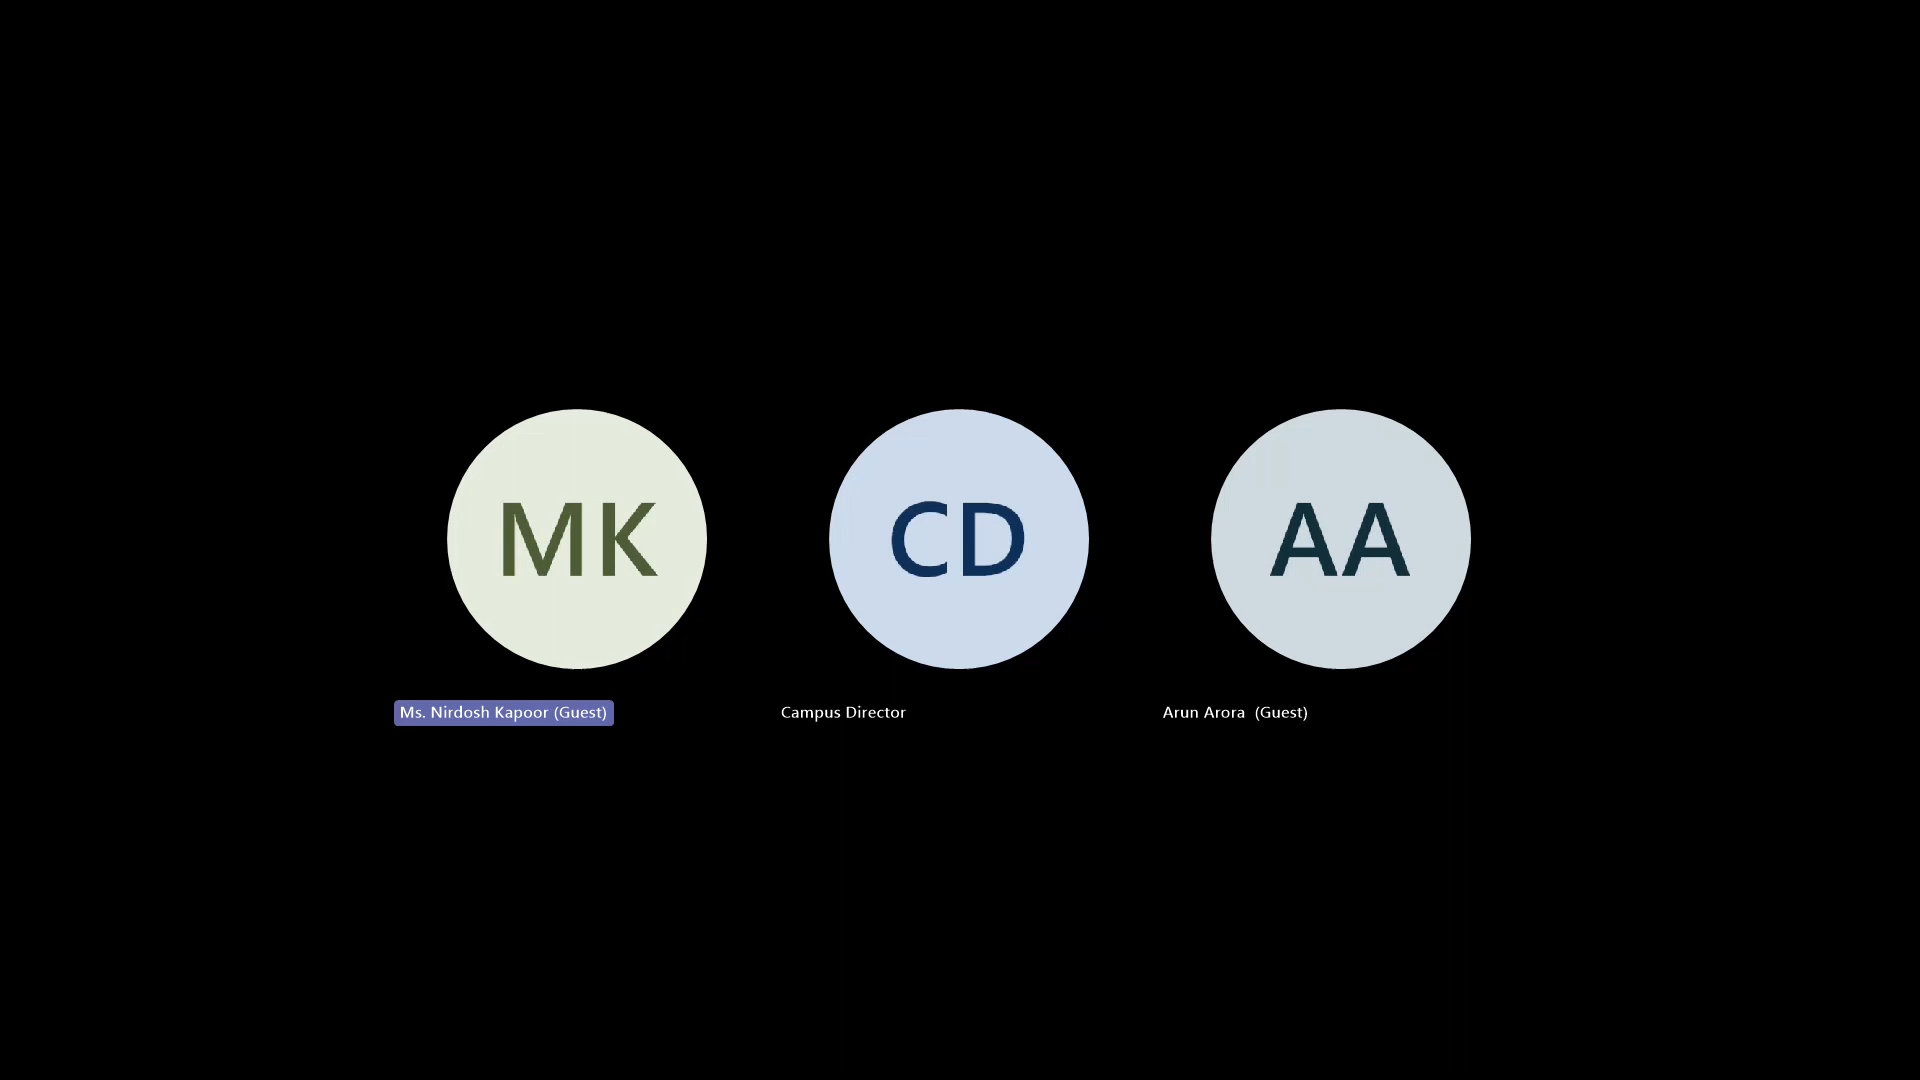 MK
CD
AA
Ms. Nirdosh Kapoor (Guest)
Campus Director
Arun Arora  (Guest)